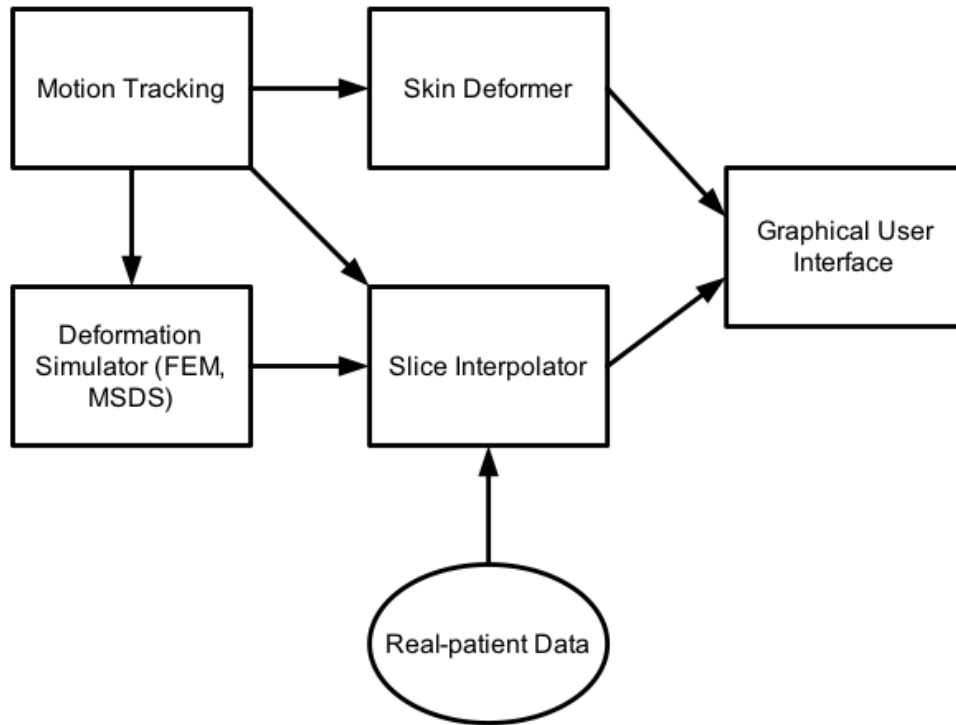 Motion Tracking
Skin Deformer
Graphical User
Interface
Deformation
Simulator (FEM,
MSDS)
Slice Interpolator
Real-patient Data